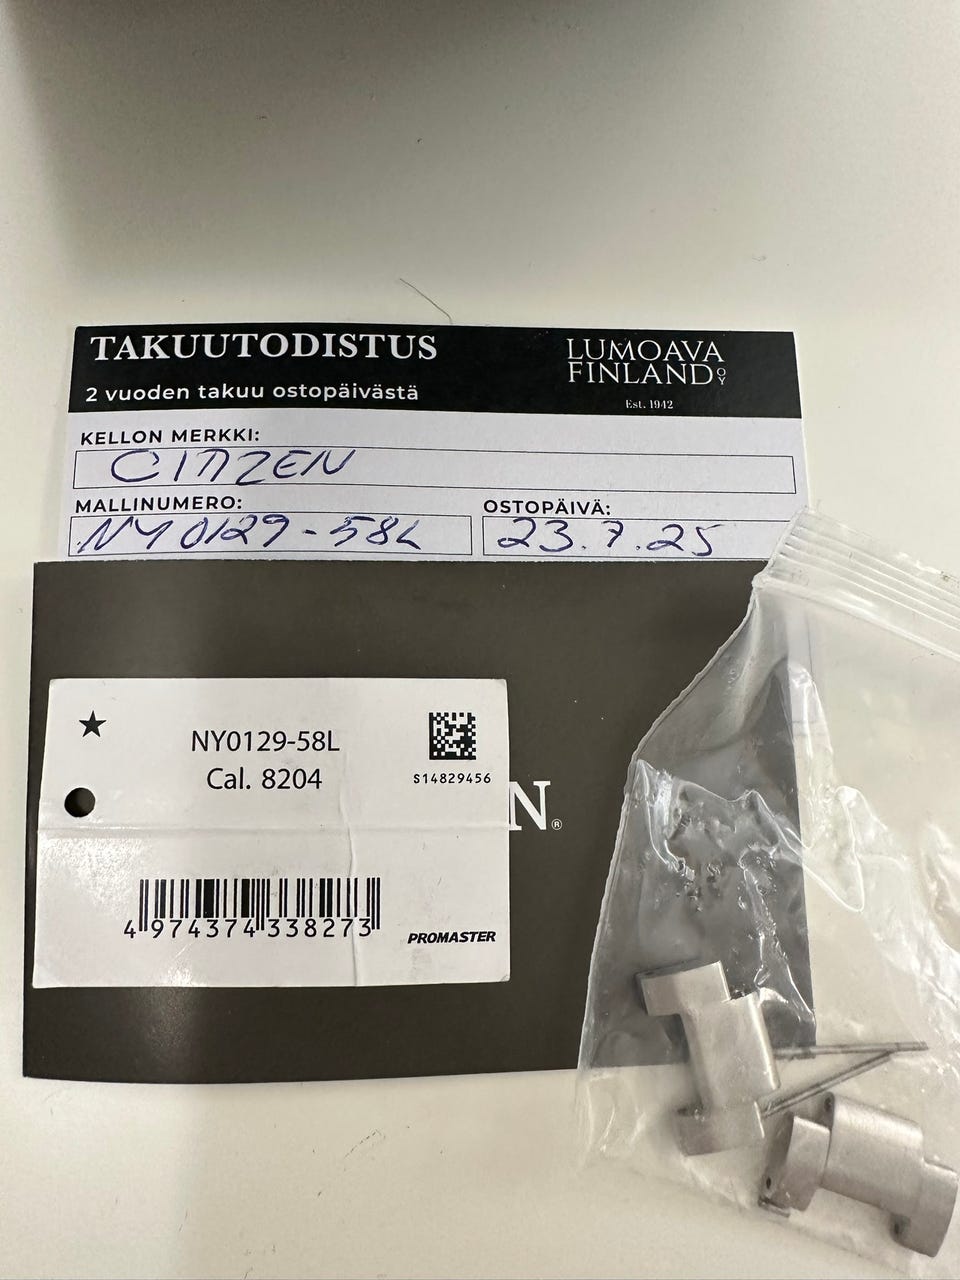 TAKUUTODISTUS
LUMOAVA
FINLAND OY
2 vuoden takuu ostopäivästä
Est. 1942
KELLON MERKKI:
CITIZEN
MALLINUMERO:
OSTOPÄIVÄ:
NY0129-58L
23.7.25
★
NY0129-58L
Cal. 8204
S14829456
N®
4 974374 338273
PROMASTER